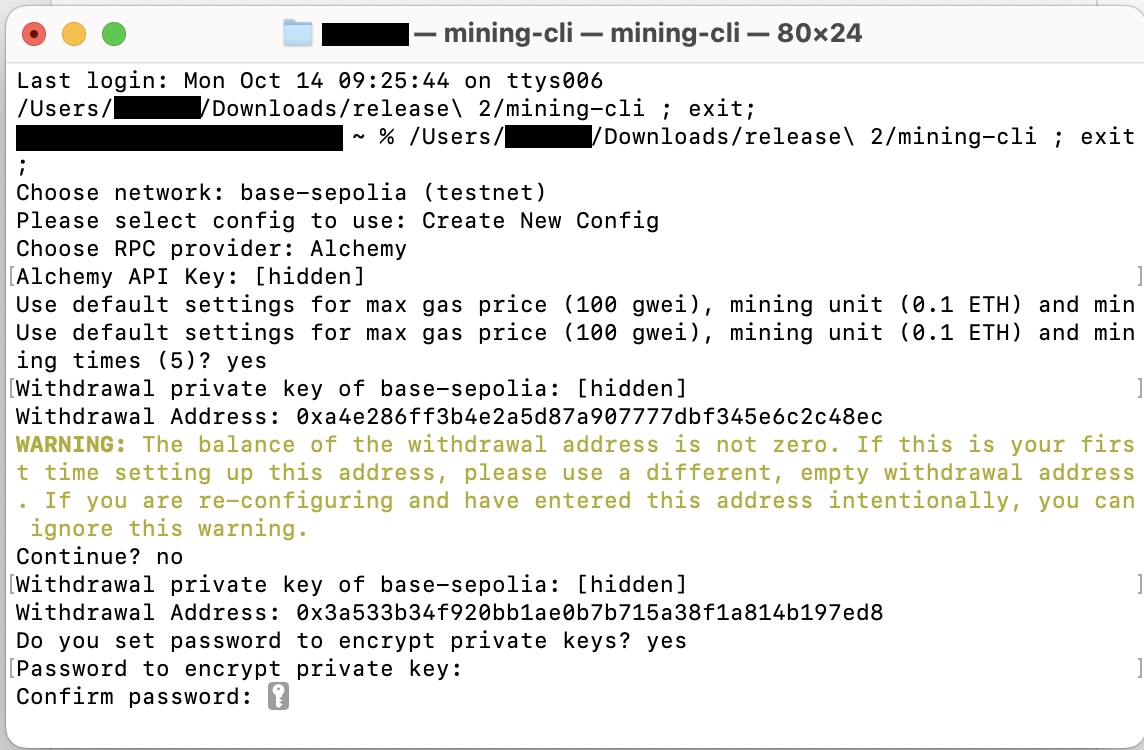 — mining-cli — mining-cli — 80×24
Last login: Mon Oct 14 09:25:44 on ttys006
/Users/ /Downloads/release\ 2/mining-cli ; exit;
~ % /Users/ /Downloads/release\ 2/mining-cli ; exit
;
Choose network: base-sepolia (testnet)
Please select config to use: Create New Config
Choose RPC provider: Alchemy
[Alchemy API Key: [hidden] ]
Use default settings for max gas price (100 gwei), mining unit (0.1 ETH) and min
Use default settings for max gas price (100 gwei), mining unit (0.1 ETH) and min
ing times (5)? yes
[Withdrawal private key of base-sepolia: [hidden] ]
Withdrawal Address: 0xa4e286ff3b4e2a5d87a907777dbf345e6c2c48ec
WARNING: The balance of the withdrawal address is not zero. If this is your firs
t time setting up this address, please use a different, empty withdrawal address
. If you are re-configuring and have entered this address intentionally, you can
ignore this warning.
Continue? no
[Withdrawal private key of base-sepolia: [hidden] ]
Withdrawal Address: 0x3a533b34f920bb1ae0b7b715a38f1a814b197ed8
Do you set password to encrypt private keys? yes
[Password to encrypt private key: ]
Confirm password: